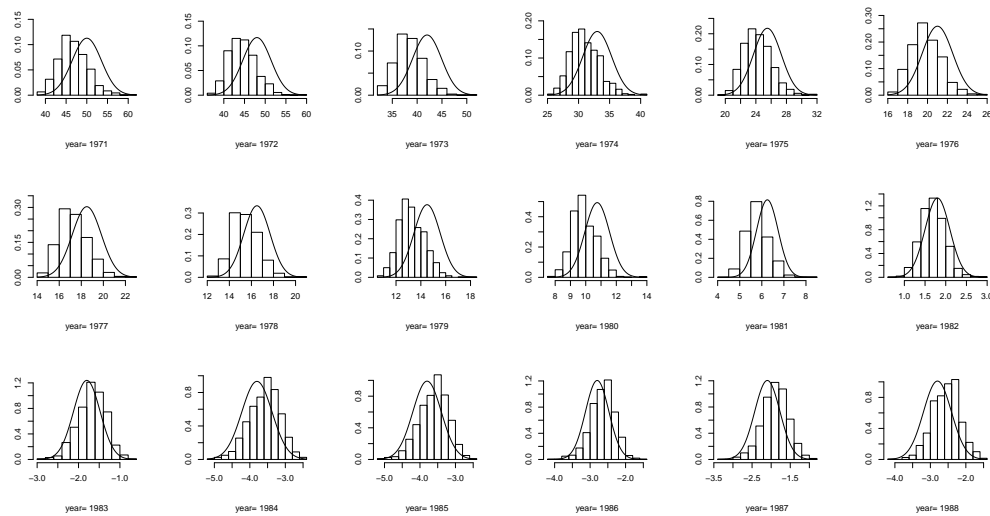 0.00 0.05 0.10 0.15
40 45 50 55 60
year= 1971
0.00 0.05 0.10 0.15
40 45 50 55 60
year= 1972
0.00 0.10
35 40 45 50
year= 1973
0.00 0.10 0.20
25 30 35 40
year= 1974
0.00 0.10 0.25
20 24 28 32
year= 1975
0.00 0.10 0.20 0.30
16 18 20 22 24 26
year= 1976
0.00 0.15 0.30
14 16 18 20 22
year= 1977
0.0 0.1 0.2 0.3
12 14 16 18 20
year= 1978
0.0 0.1 0.2 0.3 0.4
12 14 16 18
year= 1979
0.0 0.2 0.4
8 9 10 12 14
year= 1980
0.0 0.2 0.4 0.6 0.8
4 5 6 7 8
year= 1981
0.0 0.4 0.8 1.2
1.0 1.5 2.0 2.5 3.0
year= 1982
0.0 0.4 0.8 1.2
−3.0 −2.0 −1.0
year= 1983
0.0 0.4 0.8
−5.0 −4.0 −3.0
year= 1984
0.0 0.4 0.8
−5.0 −4.0 −3.0
year= 1985
0.0 0.4 0.8 1.2
−4.0 −3.0 −2.0
year= 1986
0.0 0.4 0.8 1.2
−3.5 −2.5 −1.5
year= 1987
0.0 0.4 0.8
−4.0 −3.0 −2.0
year= 1988